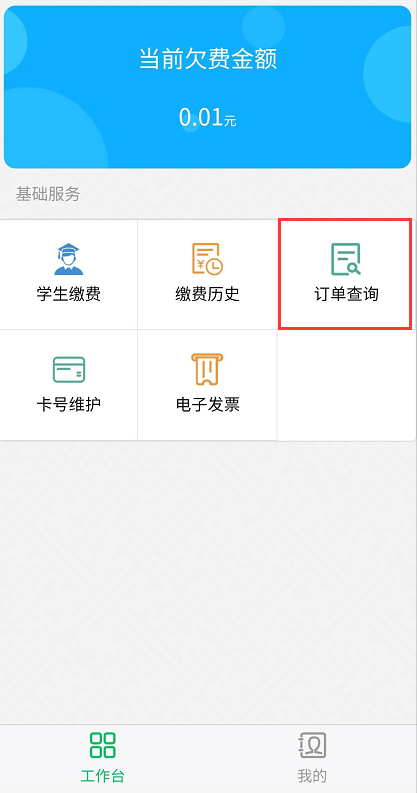 当前欠费金额
0.01元
基础服务
学生缴费
缴费历史
订单查询
卡号维护
电子发票
工作台
我的